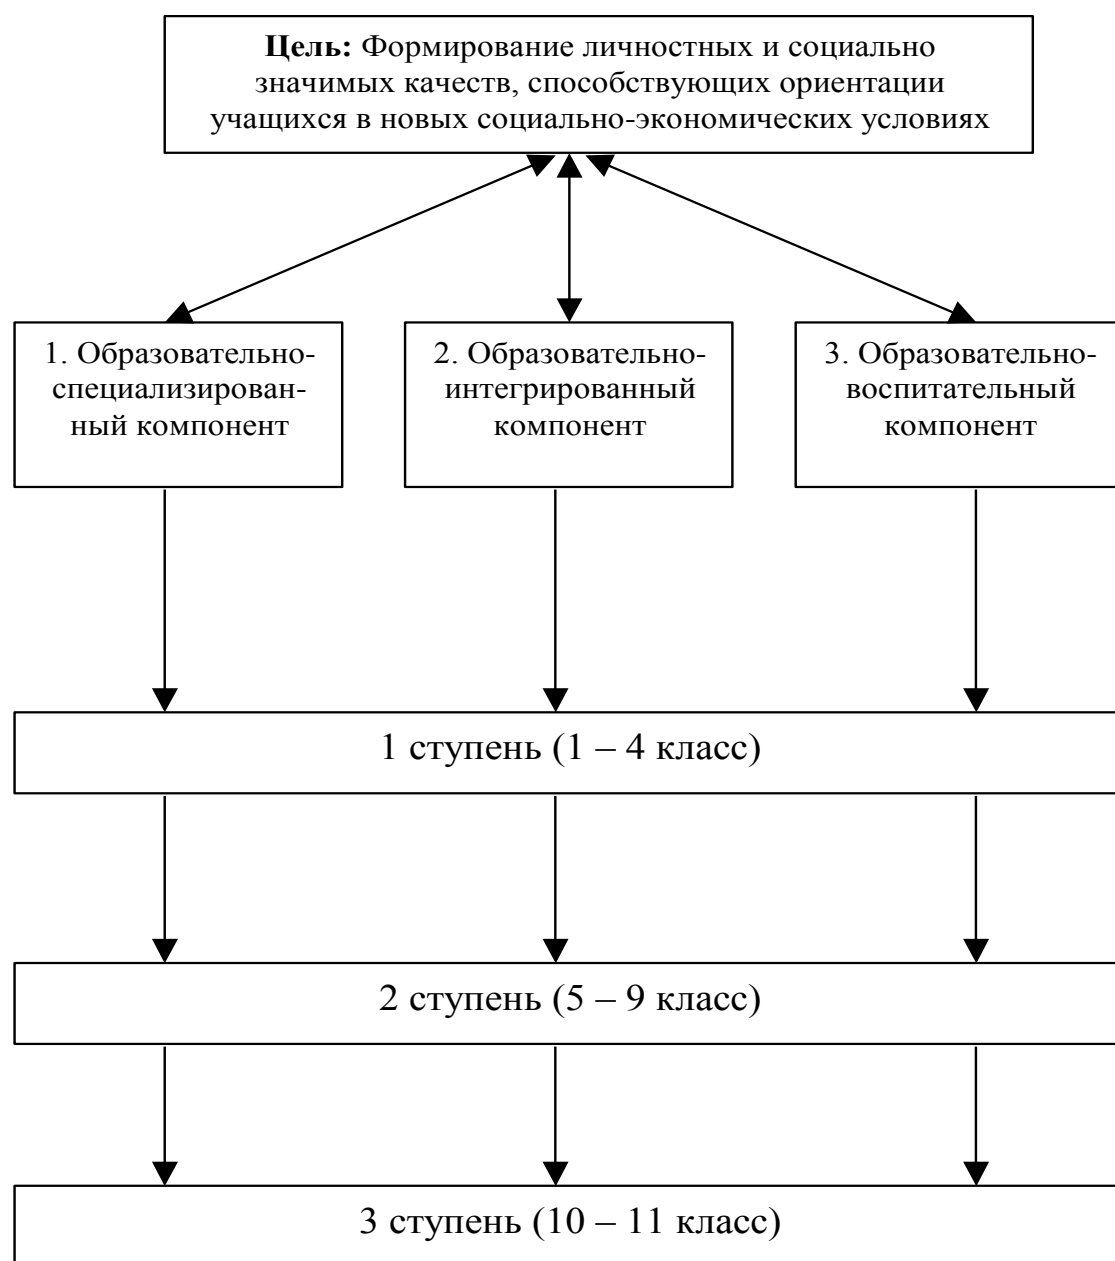 Цель: Формирование личностных и социально
значимых качеств, способствующих ориентации
учащихся в новых социально-экономических условиях
1. Образовательно-
специализирован-
ный компонент
2. Образовательно-
интегрированный
компонент
3. Образовательно-
воспитательный
компонент
1 ступень (1 – 4 класс)
2 ступень (5 – 9 класс)
3 ступень (10 – 11 класс)